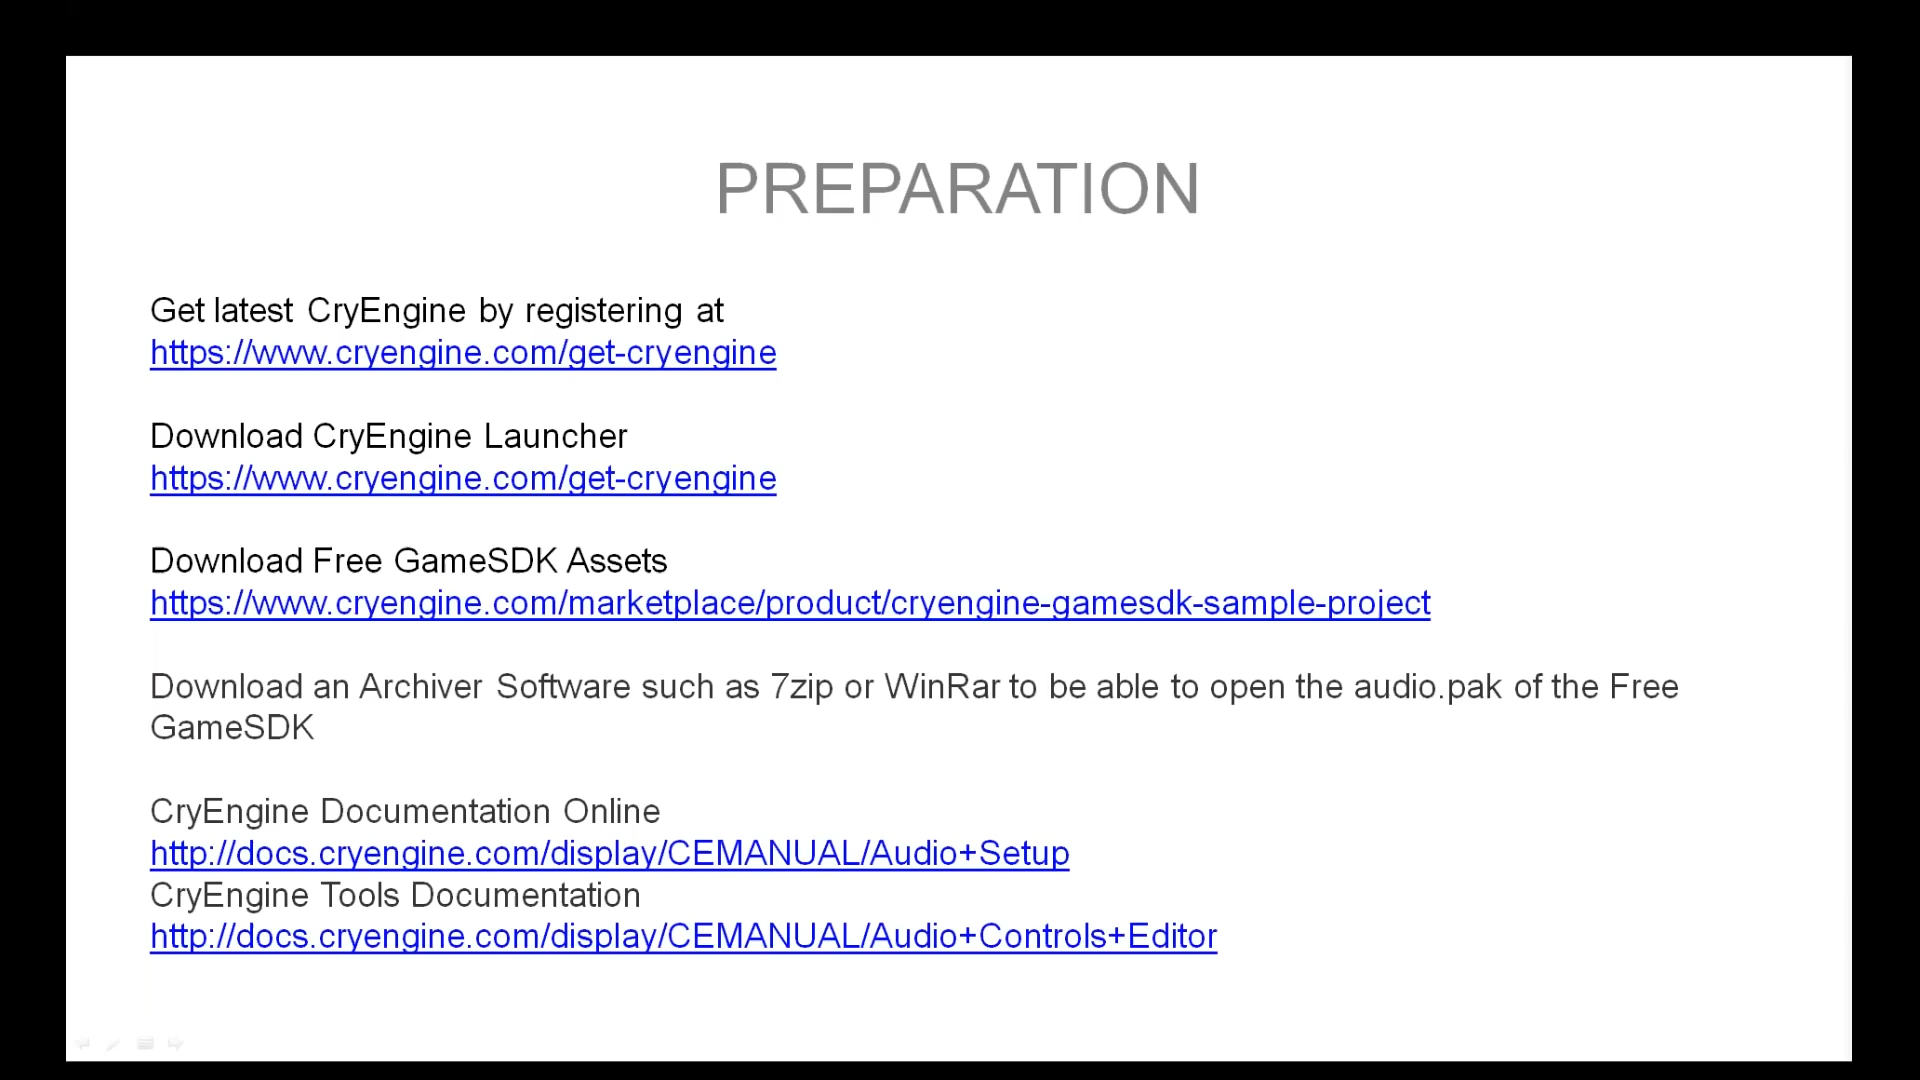 PREPARATION
Get latest CryEngine by registering at
https://www.cryengine.com/get-cryengine
Download CryEngine Launcher
https://www.cryengine.com/get-cryengine
Download Free GameSDK Assets
https://www.cryengine.com/marketplace/product/cryengine-gamesdk-sample-project
Download an Archiver Software such as 7zip or WinRar to be able to open the audio.pak of the Free
GameSDK
CryEngine Documentation Online
http://docs.cryengine.com/display/CEMANUAL/Audio+Setup
CryEngine Tools Documentation
http://docs.cryengine.com/display/CEMANUAL/Audio+Controls+Editor